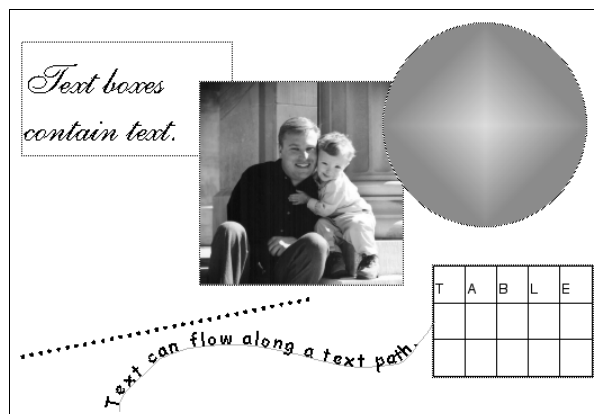 Text boxes
contain text.
T A B L E
Text can flow along a text path.